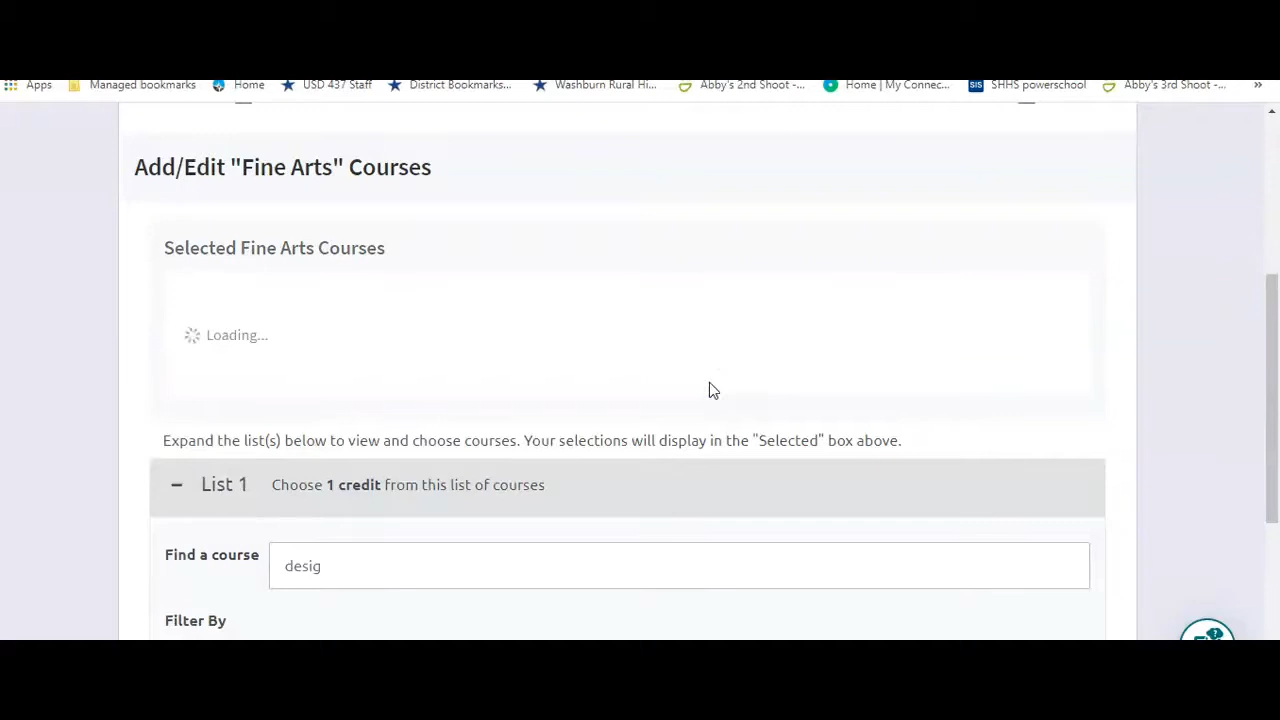 Apps Managed bookmarks Home USD 437 Staff District Bookmarks... Washburn Rural Hi... Abby's 2nd Shoot -... Home | My Connec... SIS SHHS powerschool Abby's 3rd Shoot -... »
Add/Edit "Fine Arts" Courses
Selected Fine Arts Courses
Loading...
Expand the list(s) below to view and choose courses. Your selections will display in the "Selected" box above.
− List 1 Choose 1 credit from this list of courses
Find a course desig
Filter By